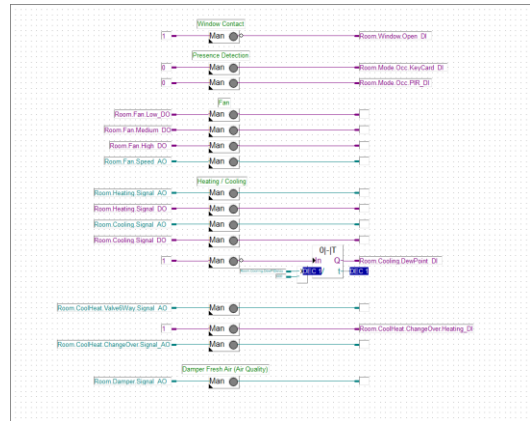 Window Contact
1 Man Room.Window.Open_DI
Presence Detection
0 Man Room.Mode.Occ.KeyCard_DI
0 Man Room.Mode.Occ.PIR_DI
Fan
Room.Fan.Low_DO Man
Room.Fan.Medium_DO Man
Room.Fan.High_DO Man
Room.Fan.Speed_AO Man
Heating / Cooling
Room.Heating.Signal_AO Man
Room.Heating.Signal_DO Man
Room.Cooling.Signal_AO Man
Room.Cooling.Signal_DO Man
0|-|T
1 Man In Q Room.Cooling.DewPoint_DI
DEC 1 T DEC 1
Room.CoolHeat.Valve6Way.Signal_AO Man
1 Man Room.CoolHeat.ChangeOver.Heating_DI
Room.CoolHeat.ChangeOver.Signal_AO Man
Damper Fresh Air (Air Quality)
Room.Damper.Signal_AO Man